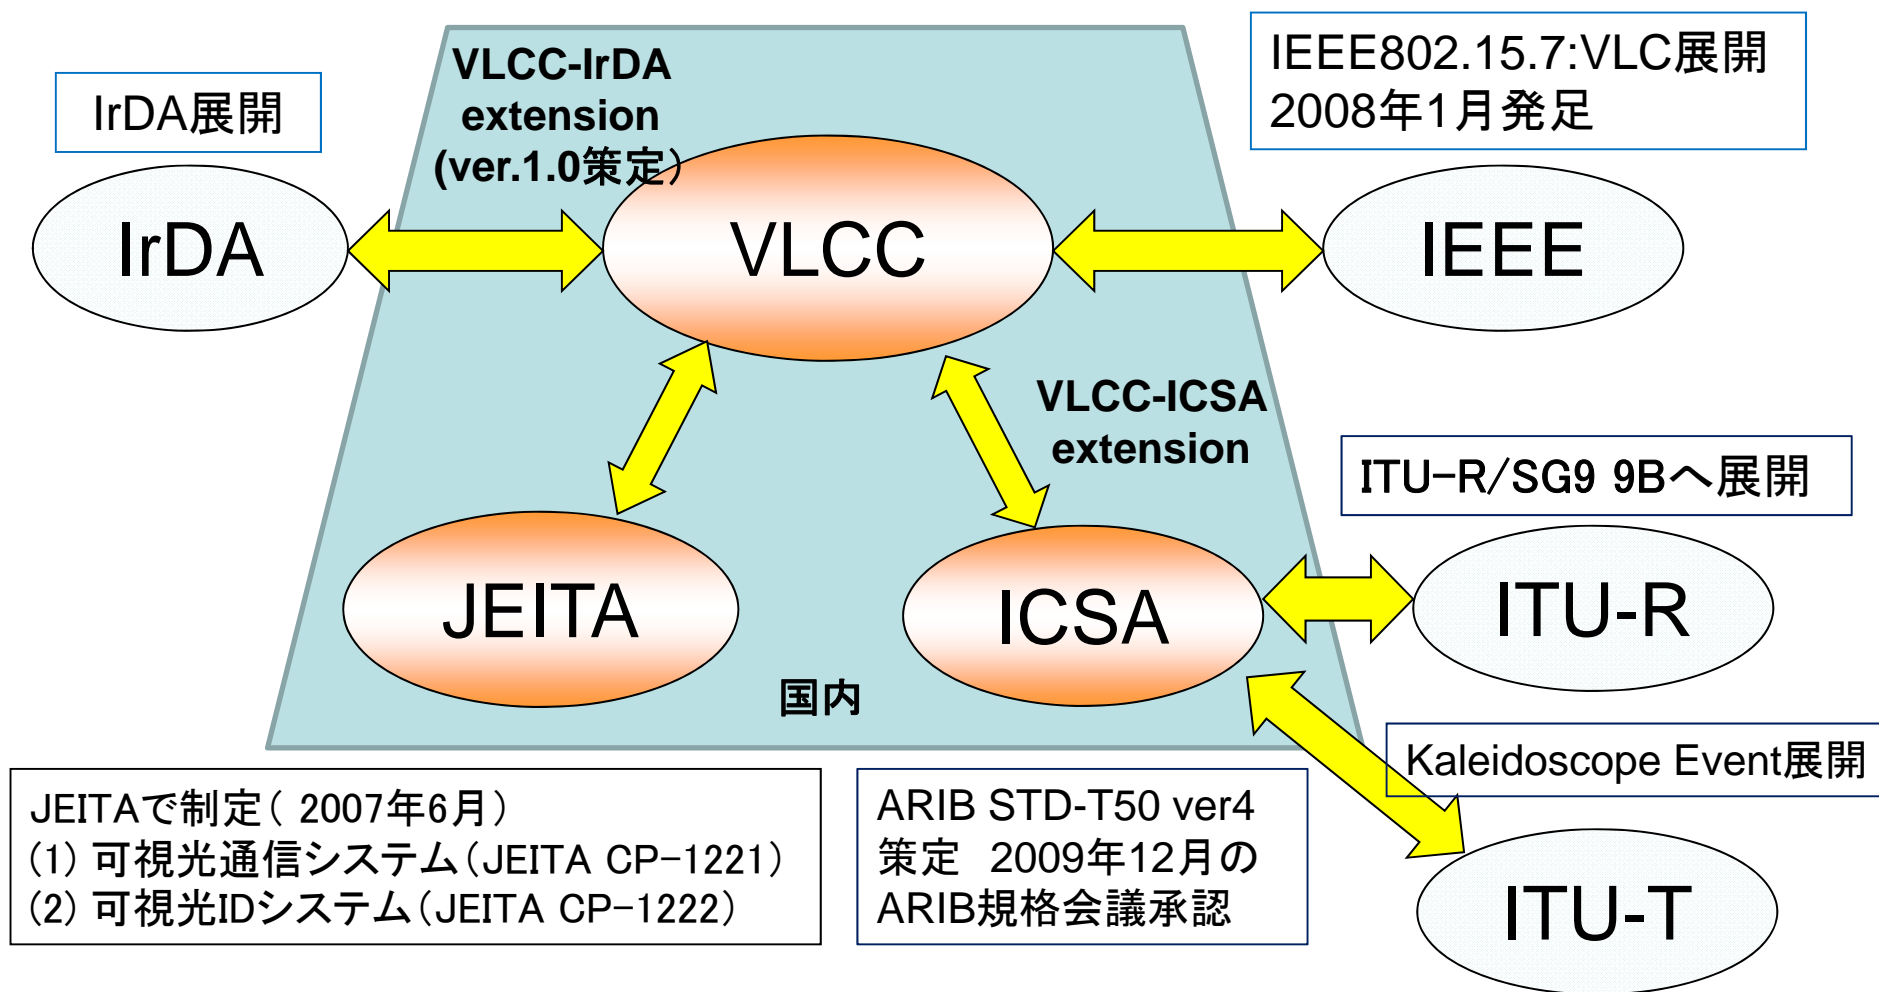 VLCC-IrDA
extension
(ver.1.0策定）
IEEE802.15.7:VLC展開
2008年1月発足
IrDA展開
IrDA
VLCC
IEEE
VLCC-ICSA
extension
ITU-R/SG9 9Bへ展開
JEITA
ICSA
ITU-R
国内
Kaleidoscope Event展開
JEITAで制定（ 2007年6月）
(1) 可視光通信システム（JEITA CP-1221）
(2) 可視光IDシステム（JEITA CP-1222）
ARIB STD-T50 ver4
策定　2009年12月の
ARIB規格会議承認
ITU-T